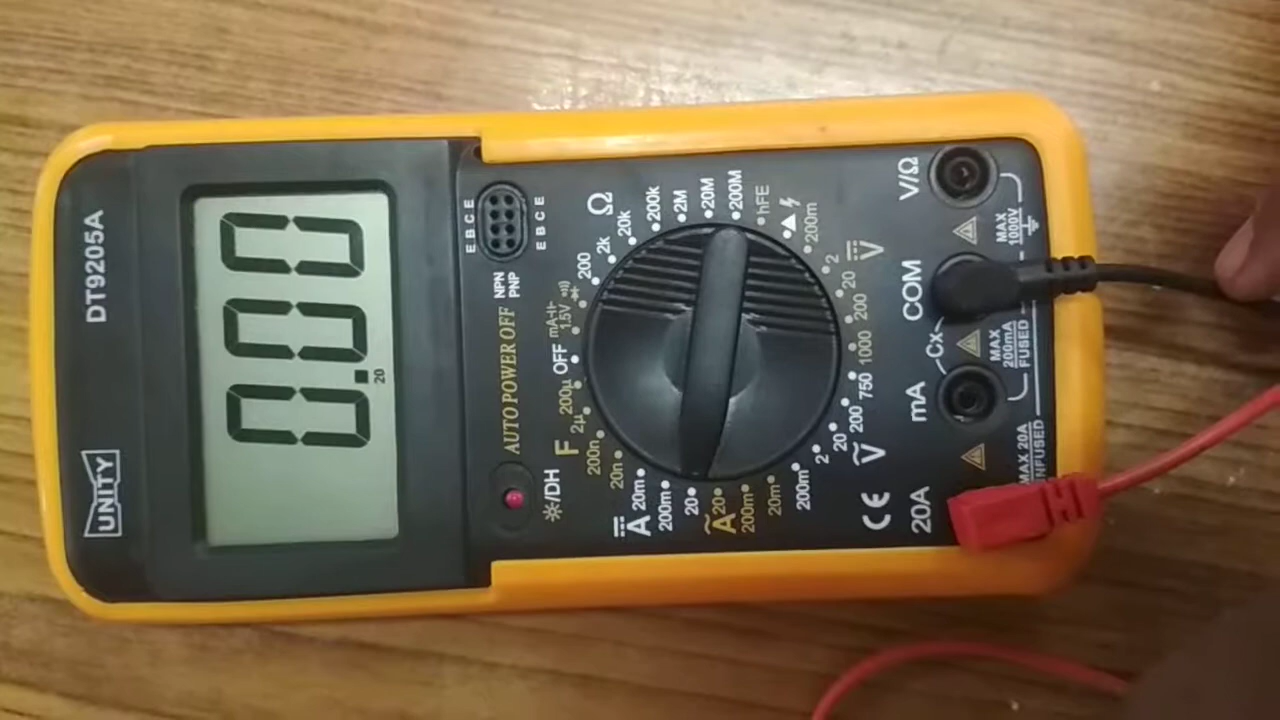 UNITY
DT9205A
0.00
20
E B C E
E B C E
NPN
PNP
AUTO POWER OFF
☼/DH
OFF
mA⊣⊢
1.5V
Ω
200
2k
20k
200k
2M
20M
200M
hFE
200m
2
20
200
1000
V
750
200
20
2
V
200m
20m
200m
20
A
20
200m
20m
A
20n
200n
2µ
200µ
F
CE
20A
mA
Cx
COM
V/Ω
MAX
1000V
MAX
200mA
FUSED
MAX 20A
NFUSED